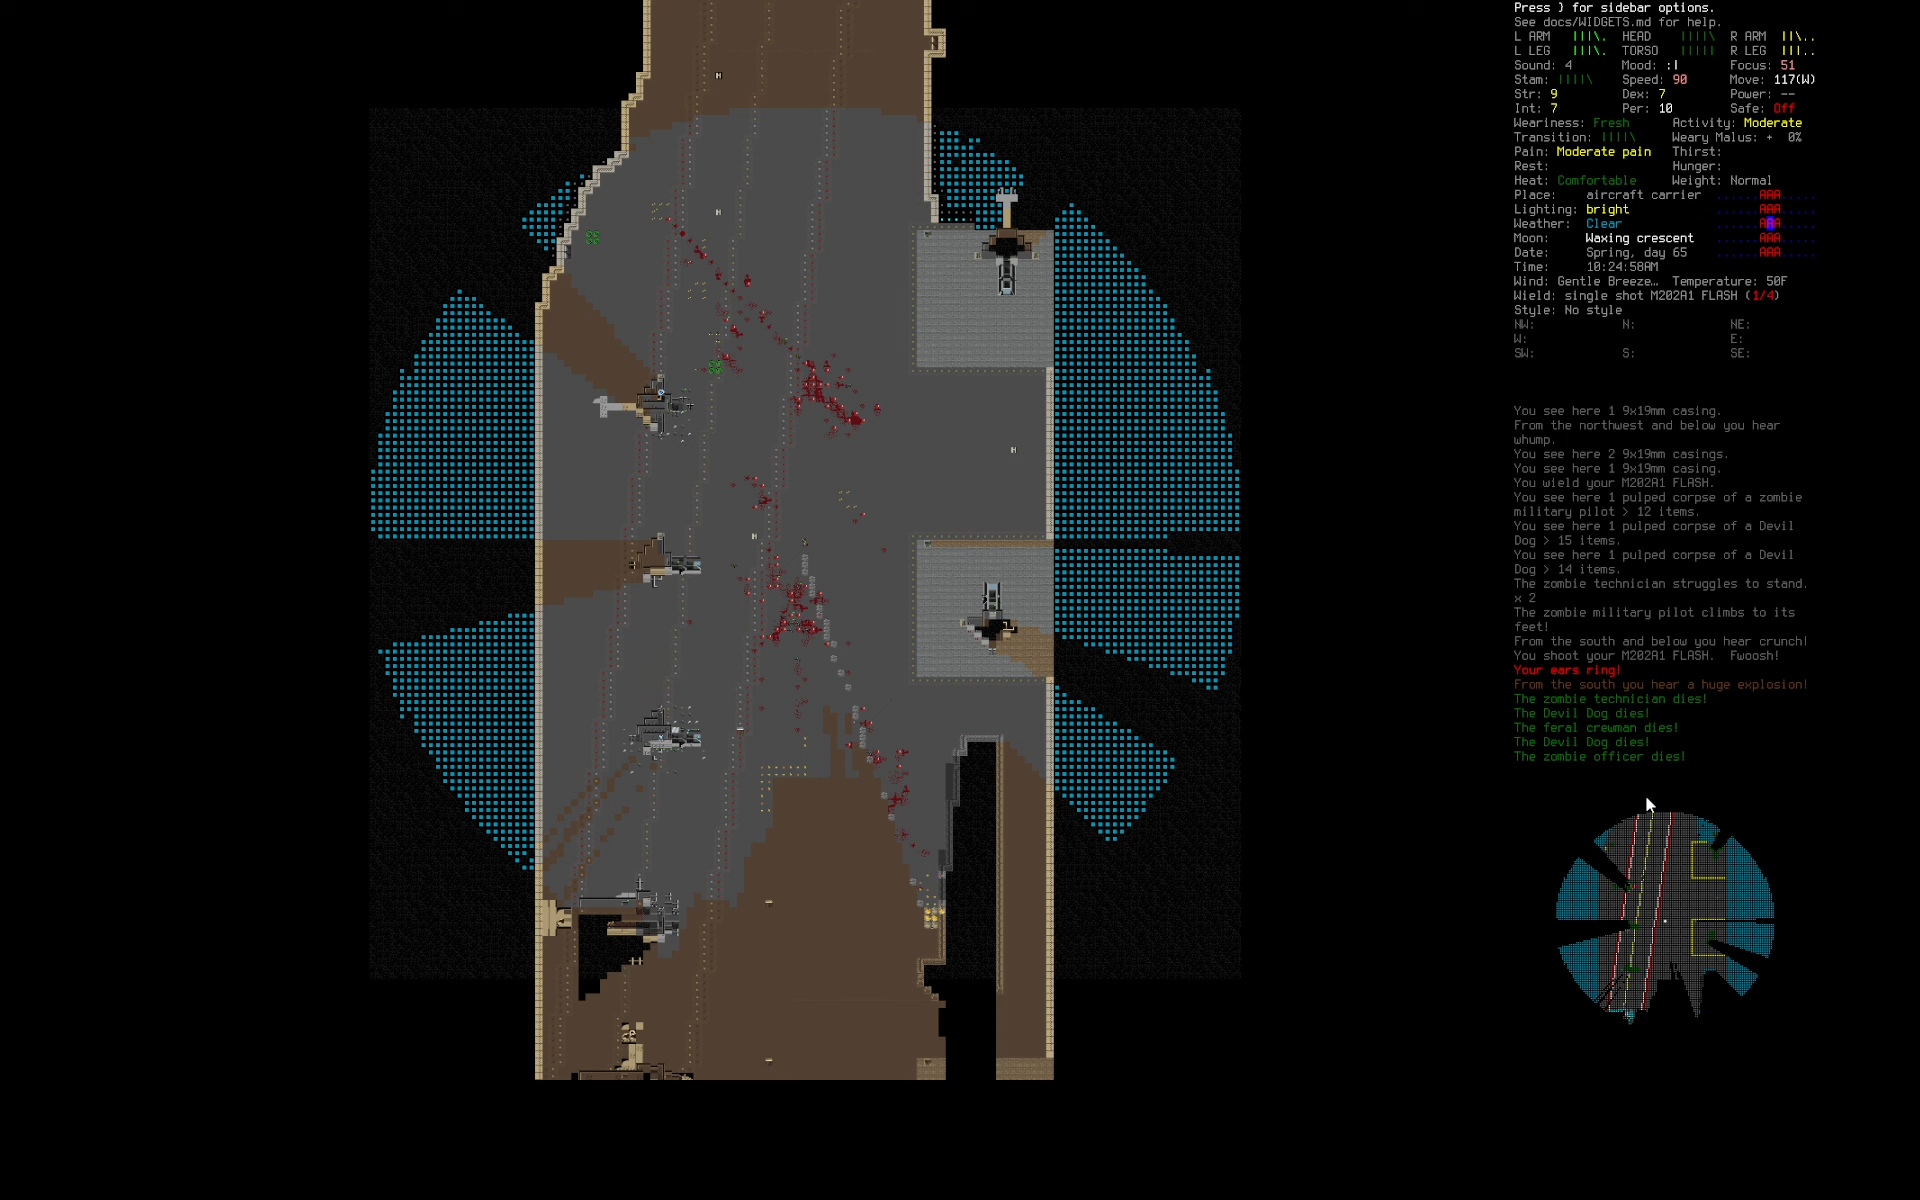 Press } for sidebar options.
See docs/WIDGETS.md for help.
L ARM |||\. HEAD ||||\ R ARM ||\..
L LEG |||\. TORSO ||||| R LEG |||..
Sound: 4 Mood: :| Focus: 51
Stam: ||||\ Speed: 90 Move: 117(W)
Str: 9 Dex: 7 Power: --
Int: 7 Per: 10 Safe: Off
Weariness: Fresh Activity: Moderate
Transition: ||||\ Weary Malus: + 0%
Pain: Moderate pain Thirst:
Rest: Hunger:
Heat: Comfortable Weight: Normal
Place: aircraft carrier ......AAA.....
Lighting: bright ......AAA.....
Weather: Clear ......AAA.....
Moon: Waxing crescent ......AAA.....
Date: Spring, day 65 ......AAA.....
Time: 10:24:58AM
Wind: Gentle Breeze… Temperature: 50F
Wield: single shot M202A1 FLASH (1/4)
Style: No style
NW: N: NE:
W: E:
SW: S: SE:
You see here 1 9x19mm casing.
From the northwest and below you hear
whump.
You see here 2 9x19mm casings.
You see here 1 9x19mm casing.
You wield your M202A1 FLASH.
You see here 1 pulped corpse of a zombie
military pilot > 12 items.
You see here 1 pulped corpse of a Devil
Dog > 15 items.
You see here 1 pulped corpse of a Devil
Dog > 14 items.
The zombie technician struggles to stand.
x 2
The zombie military pilot climbs to its
feet!
From the south and below you hear crunch!
You shoot your M202A1 FLASH. Fwoosh!
Your ears ring!
From the south you hear a huge explosion!
The zombie technician dies!
The Devil Dog dies!
The feral crewman dies!
The Devil Dog dies!
The zombie officer dies!